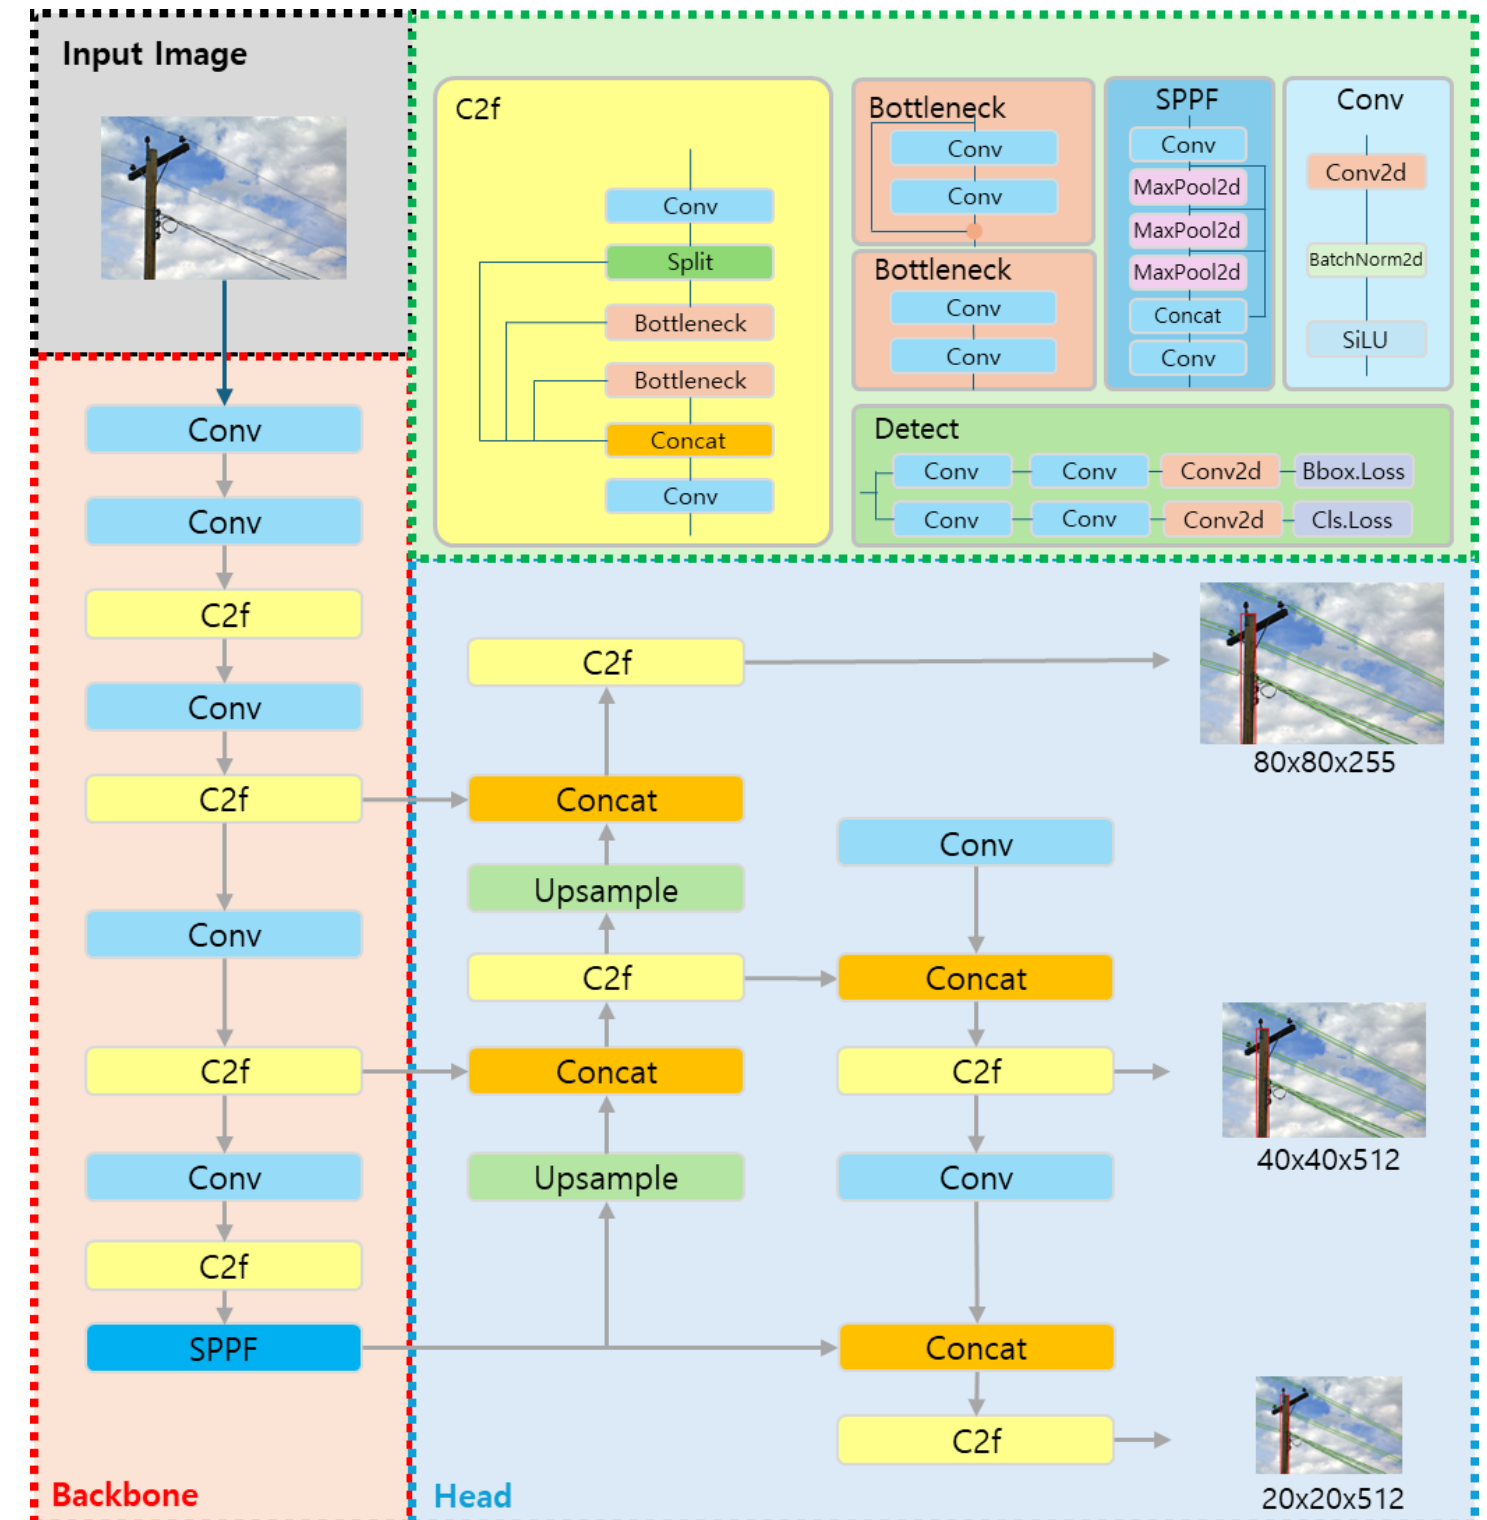 Input Image
C2f
Conv
Split
Bottleneck
Bottleneck
Concat
Conv
Bottleneck
Conv
Conv
Bottleneck
Conv
Conv
SPPF
Conv
MaxPool2d
MaxPool2d
MaxPool2d
Concat
Conv
Conv
Conv2d
BatchNorm2d
SiLU
Detect
Conv Conv Conv2d Bbox.Loss
Conv Conv Conv2d Cls.Loss
Conv
Conv
C2f
Conv
C2f
Conv
C2f
Conv
C2f
SPPF
Backbone
C2f
Concat
Upsample
C2f
Concat
Upsample
Conv
Concat
C2f
Conv
Concat
C2f
80x80x255
40x40x512
20x20x512
Head